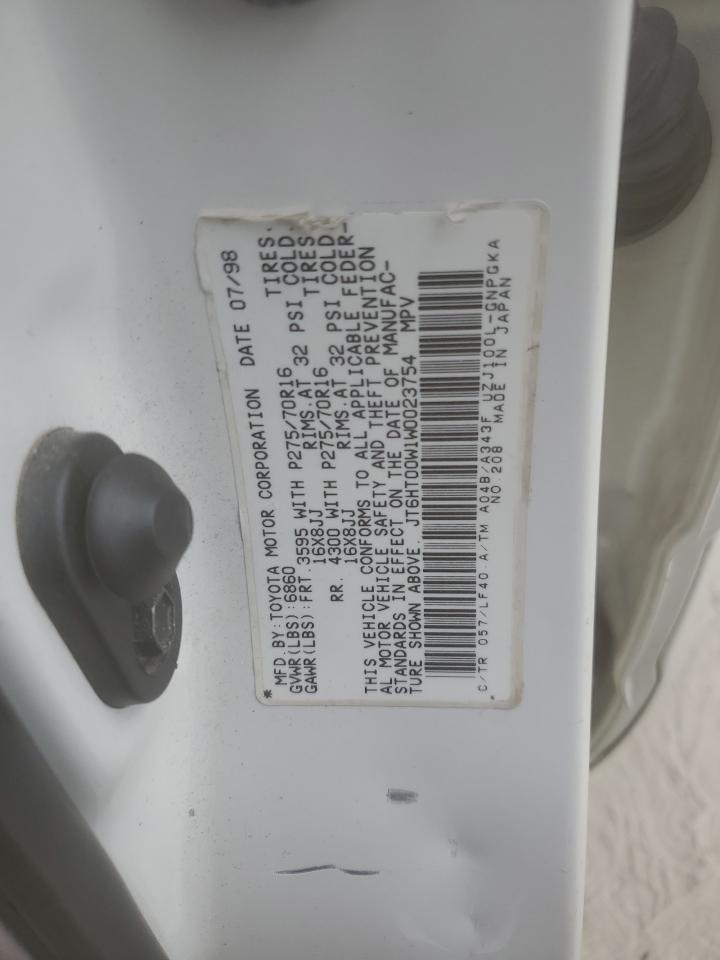 *MFD.BY:TOYOTA MOTOR CORPORATION DATE 07/98
GVWR(LBS):6860
GAWR(LBS):FRT.3595 WITH P275/70R16 TIRES.
16X8JJ RIMS.AT 32 PSI COLD
RR. 4300 WITH P275/70R16 TIRES
16X8JJ RIMS.AT 32 PSI COLD
THIS VEHICLE CONFORMS TO ALL APPLICABLE FEDER-
AL MOTOR VEHICLE SAFETY AND THEFT PREVENTION
STANDARDS IN EFFECT ON THE DATE OF MANUFAC-
TURE SHOWN ABOVE. JT6HT00W1W0023754 MPV
C/TR 057/LF40 A/TM A04B/A343F UZJ100L-GNPGKA
NO.208 MADE IN JAPAN